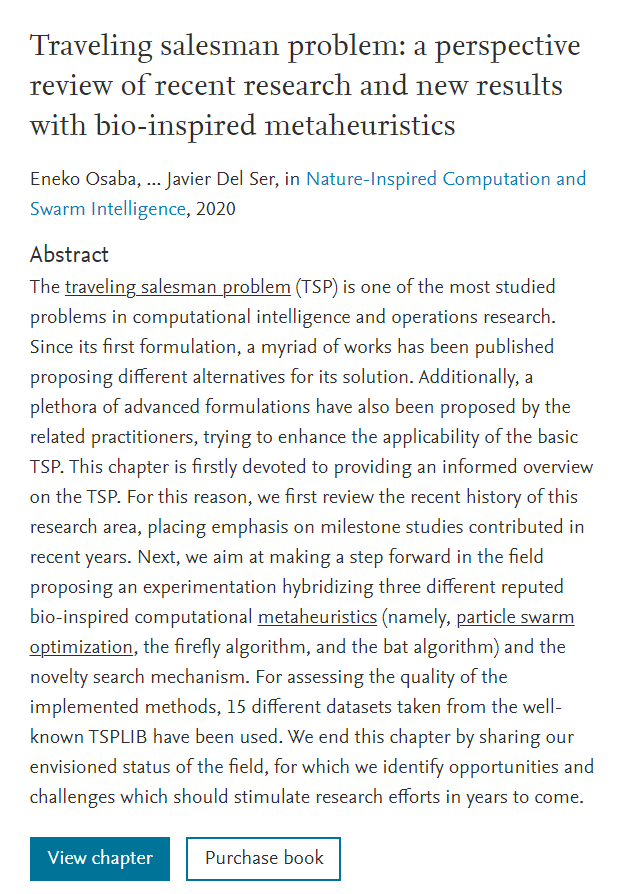 Traveling salesman problem: a perspective
review of recent research and new results
with bio-inspired metaheuristics
Eneko Osaba, ... Javier Del Ser, in Nature-Inspired Computation and
Swarm Intelligence, 2020
Abstract
The traveling salesman problem (TSP) is one of the most studied
problems in computational intelligence and operations research.
Since its first formulation, a myriad of works has been published
proposing different alternatives for its solution. Additionally, a
plethora of advanced formulations have also been proposed by the
related practitioners, trying to enhance the applicability of the basic
TSP. This chapter is firstly devoted to providing an informed overview
on the TSP. For this reason, we first review the recent history of this
research area, placing emphasis on milestone studies contributed in
recent years. Next, we aim at making a step forward in the field
proposing an experimentation hybridizing three different reputed
bio-inspired computational metaheuristics (namely, particle swarm
optimization, the firefly algorithm, and the bat algorithm) and the
novelty search mechanism. For assessing the quality of the
implemented methods, 15 different datasets taken from the well-
known TSPLIB have been used. We end this chapter by sharing our
envisioned status of the field, for which we identify opportunities and
challenges which should stimulate research efforts in years to come.
View chapter
Purchase book